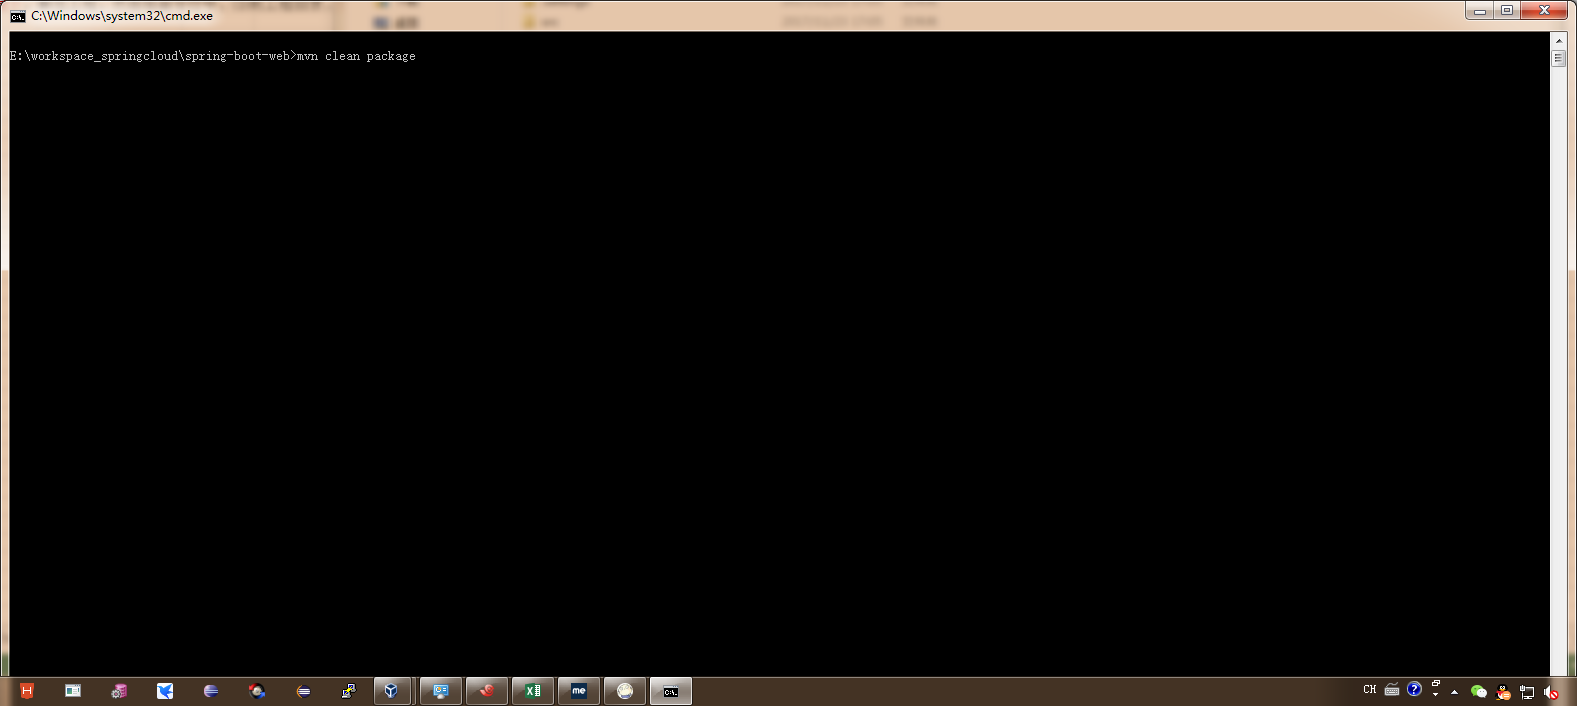 C:\Windows\system32\cmd.exe
E:\workspace_springcloud\spring-boot-web>mvn clean package
CH